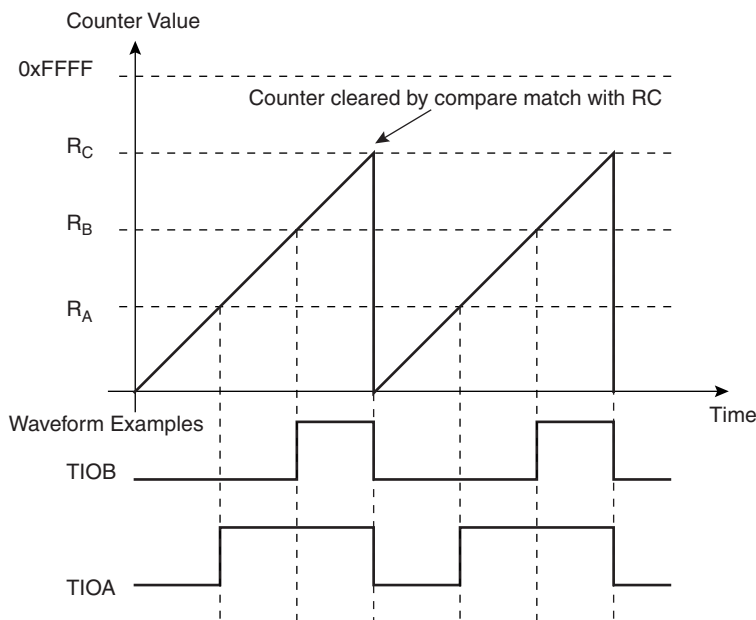 Counter Value
0xFFFF
Counter cleared by compare match with RC
RC
RB
RA
Time
Waveform Examples
TIOB
TIOA